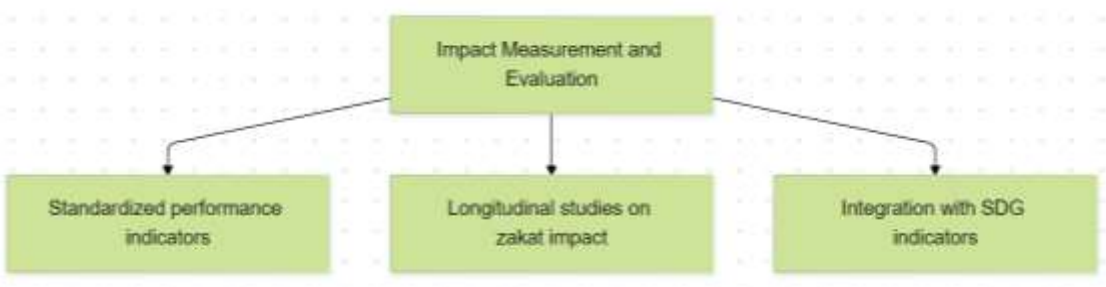 Impact Measurement and
Evaluation
Standardized performance
indicators
Longitudinal studies on
zakat impact
Integration with SDG
indicators